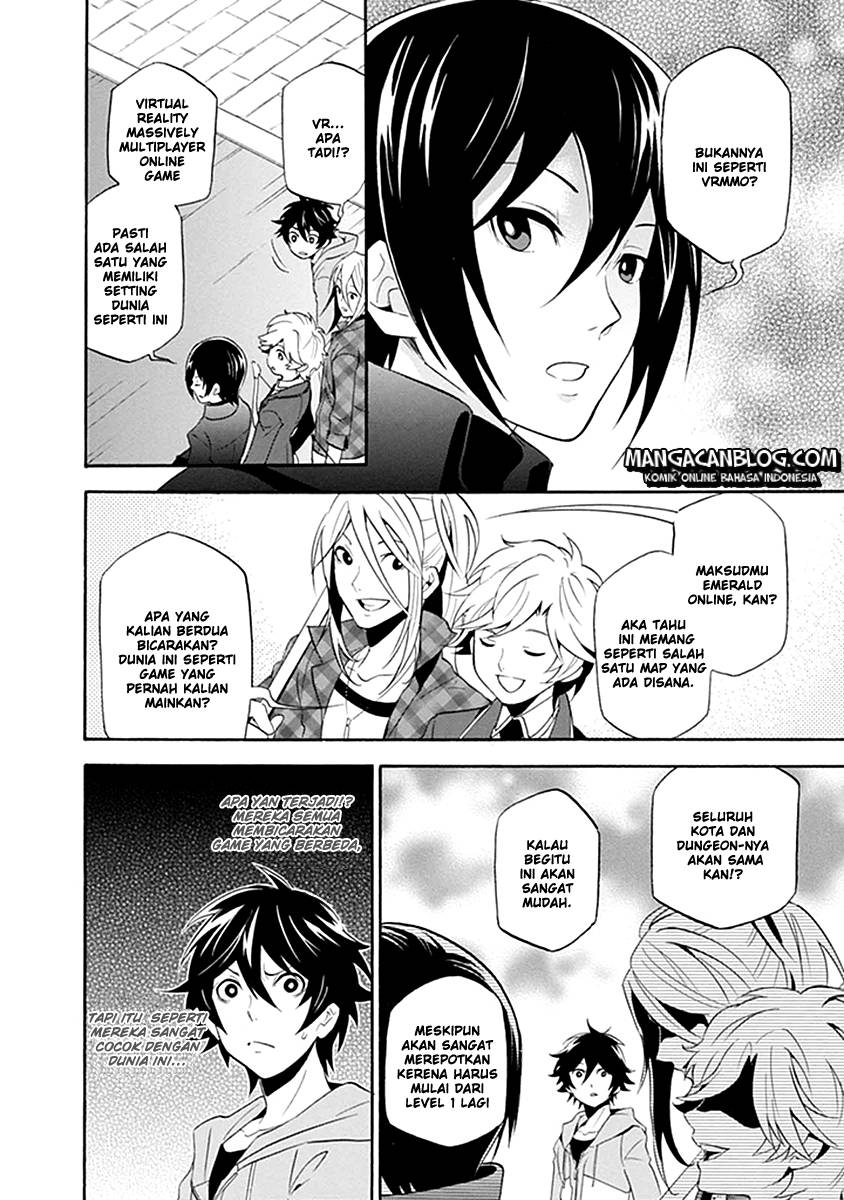 BUKANNYA
INI SEPERTI
VRMMO?
VR...
APA
TADI!?
VIRTUAL
REALITY
MASSIVELY
MULTIPLAYER
ONLINE
GAME
PASTI
ADA SALAH
SATU YANG
MEMILIKI
SETTING
DUNIA
SEPERTI INI
MANGACANBLOG.COM
KOMIK ONLINE BAHASA INDONESIA
MAKSUDMU
EMERALD
ONLINE, KAN?
AKA TAHU
INI MEMANG
SEPERTI SALAH
SATU MAP YANG
ADA DISANA.
APA YANG
KALIAN BERDUA
BICARAKAN?
DUNIA INI SEPERTI
GAME YANG
PERNAH KALIAN
MAINKAN?
SELURUH
KOTA DAN
DUNGEON-NYA
AKAN SAMA
KAN!?
KALAU
BEGITU
INI AKAN
SANGAT
MUDAH.
MESKIPUN
AKAN SANGAT
MEREPOTKAN
KERENA HARUS
MULAI DARI
LEVEL 1 LAGI
APA YAN TERJADI!?
MEREKA SEMUA
MEMBICARAKAN
GAME YANG BERBEDA,
TAPI ITU, SEPERTI
MEREKA SANGAT
COCOK DENGAN
DUNIA INI...